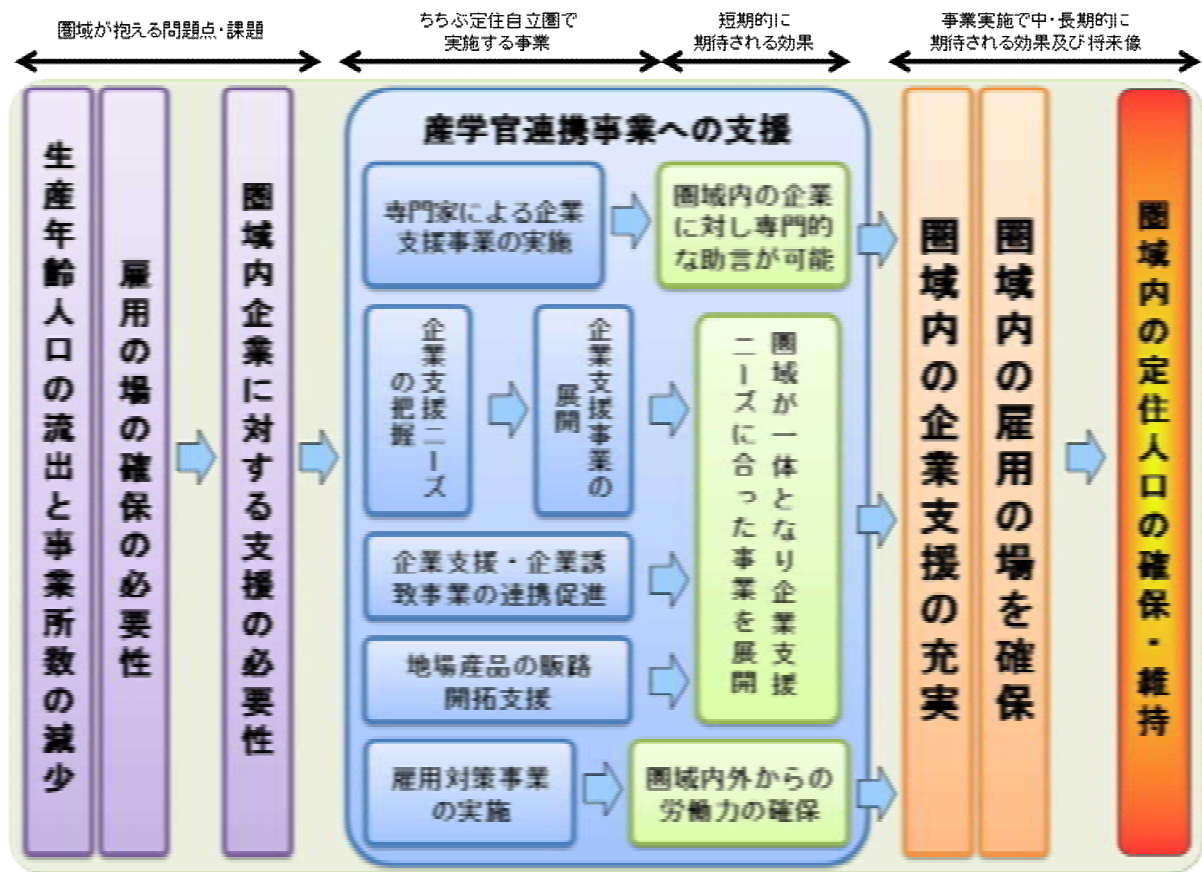 圏域が抱える問題点・課題
ちちぶ定住自立圏で
実施する事業
短期的に
期待される効果
事業実施で中・長期的に
期待される効果及び将来像
生産年齢人口の流出と事業所数の減少
雇用の場の確保の必要性
圏域内企業に対する支援の必要性
産学官連携事業への支援
専門家による企業
支援事業の実施
圏域内の企業
に対し専門的
な助言が可能
企業支援ニーズ
の把握
企業支援事業の
展開
圏域が一体となり企業支援
ニーズに合った事業を展開
企業支援・企業誘
致事業の連携促進
地場産品の販路
開拓支援
雇用対策事業
の実施
圏域内外からの
労働力の確保
圏域内の企業支援の充実
圏域内の雇用の場を確保
圏域内の定住人口の確保・維持